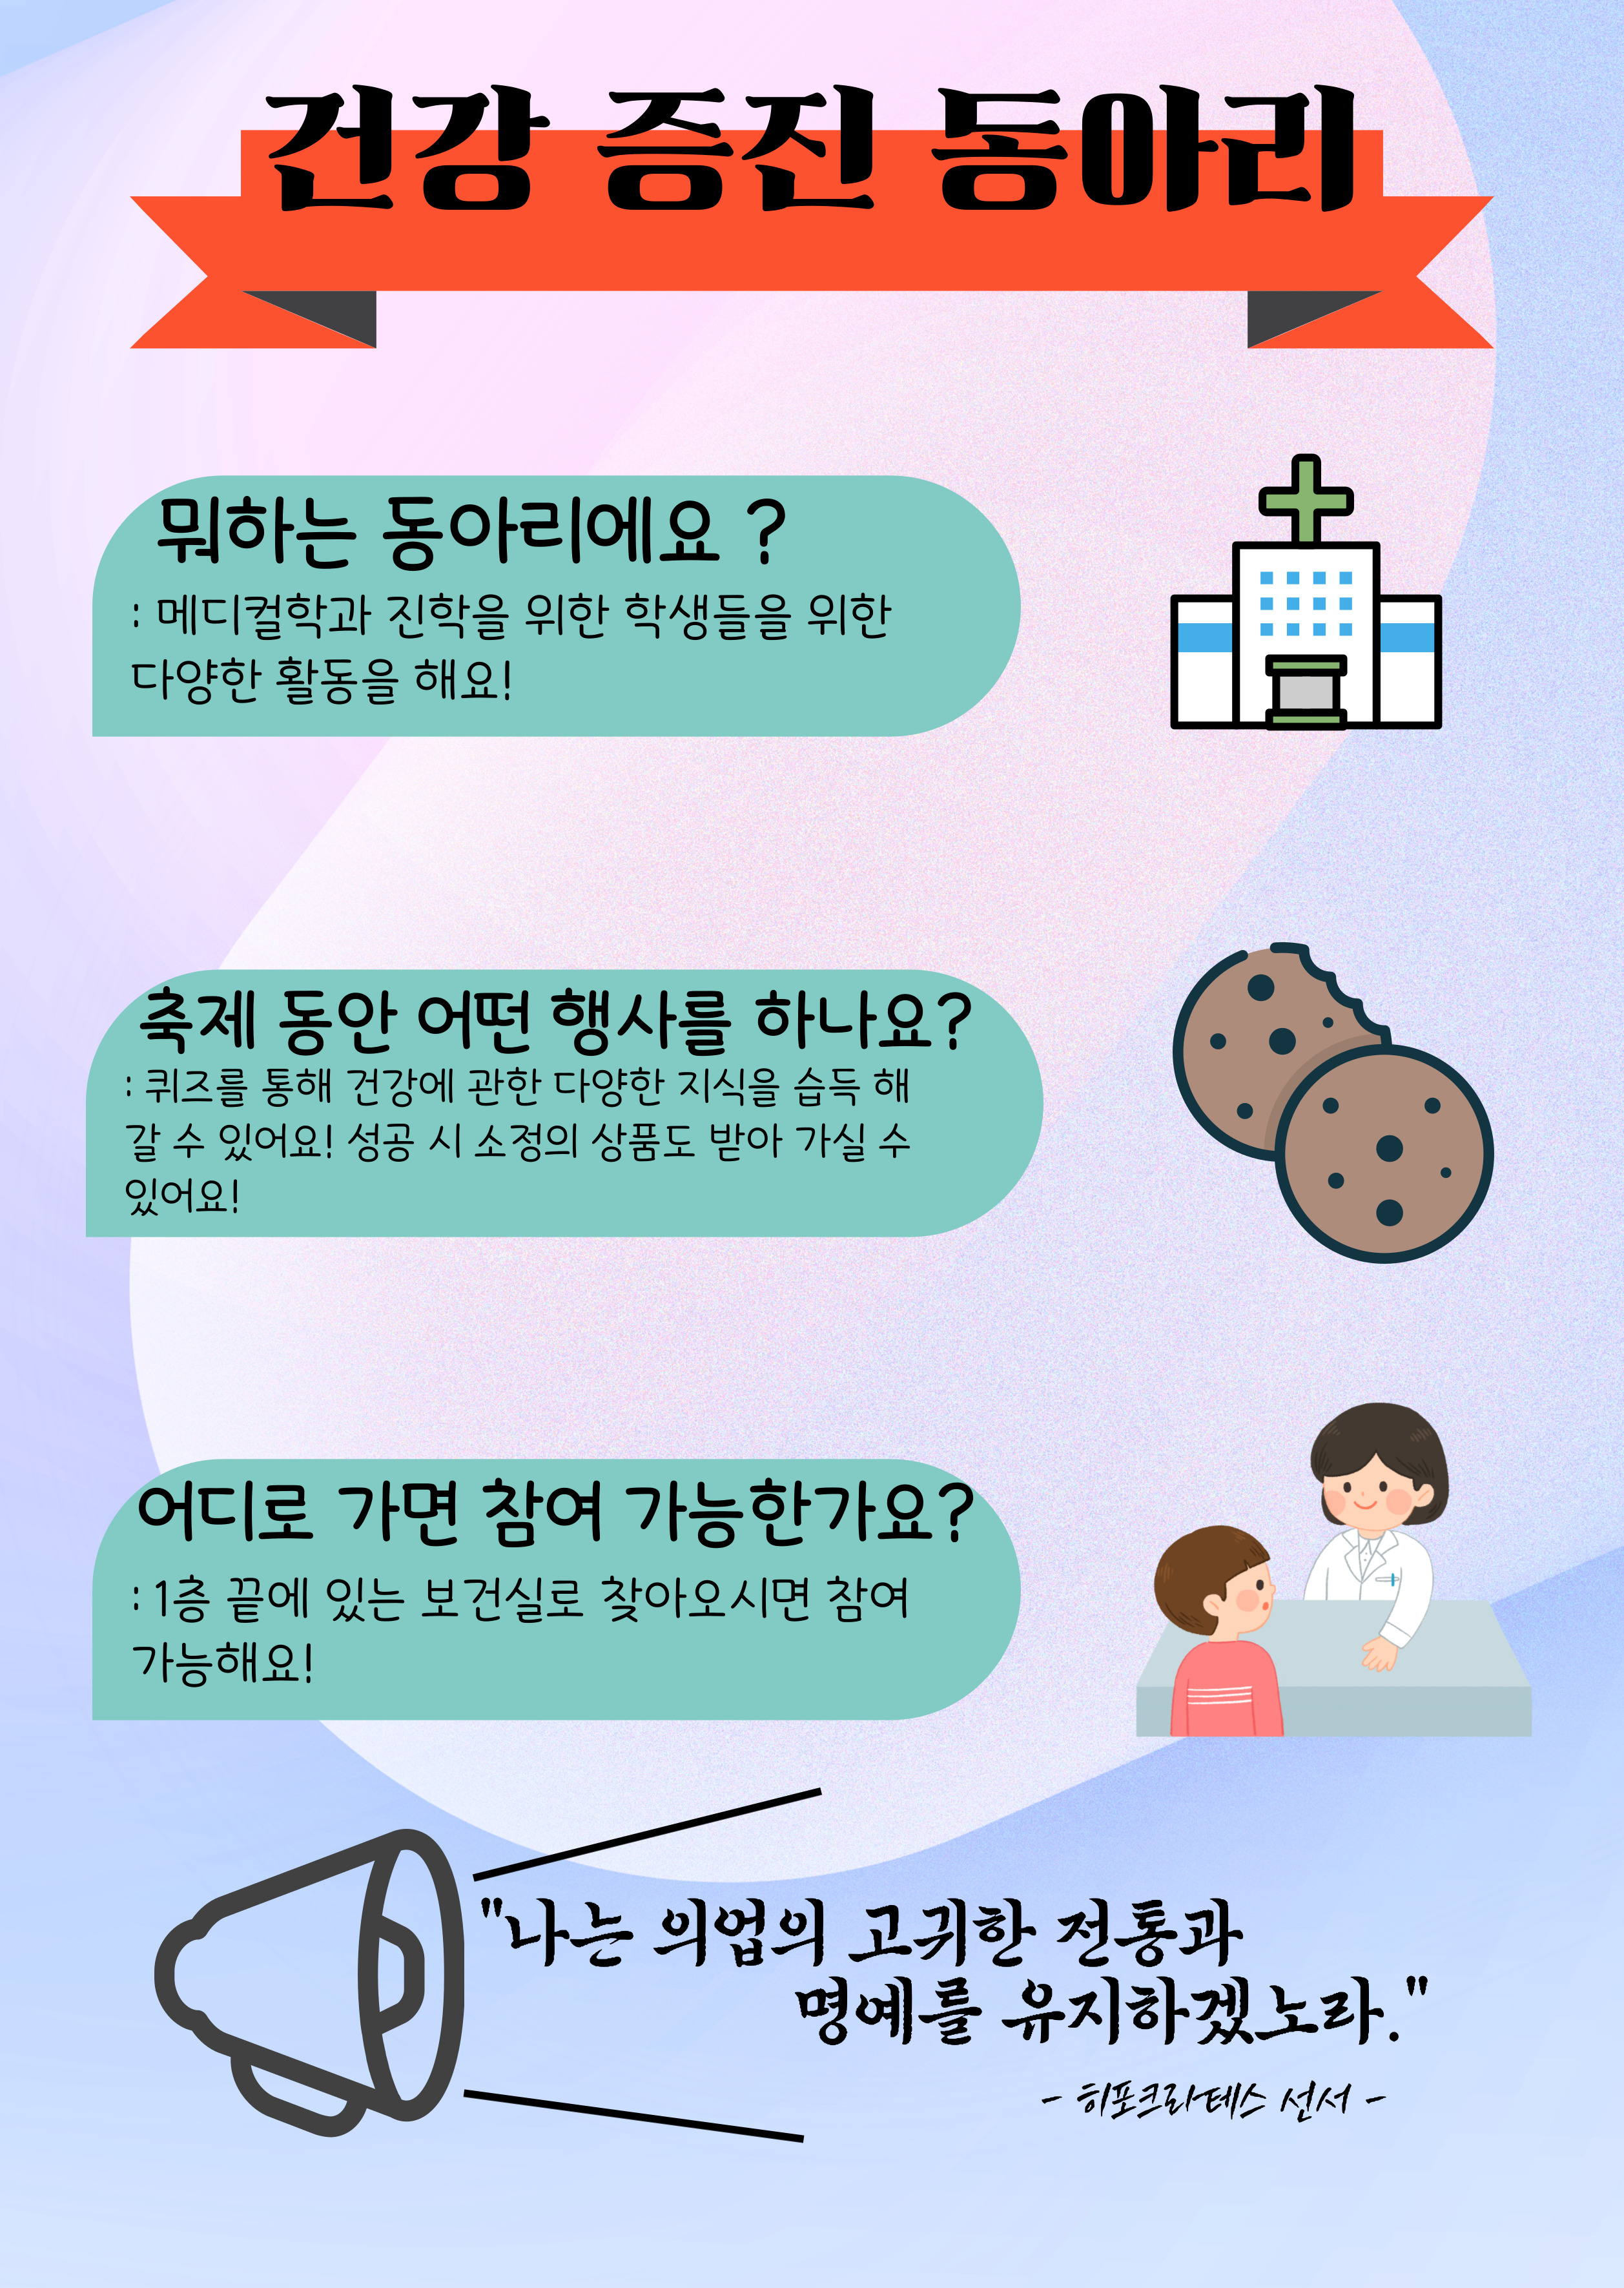 건강 증진 동아리
뭐하는 동아리에요 ?
: 메디컬학과 진학을 위한 학생들을 위한
다양한 활동을 해요!
축제 동안 어떤 행사를 하나요?
: 퀴즈를 통해 건강에 관한 다양한 지식을 습득 해
갈 수 있어요! 성공 시 소정의 상품도 받아 가실 수
있어요!
어디로 가면 참여 가능한가요?
: 1층 끝에 있는 보건실로 찾아오시면 참여
가능해요!
"나는 의업의 고귀한 전통과
명예를 유지하겠노라."
- 히포크라테스 선서 -